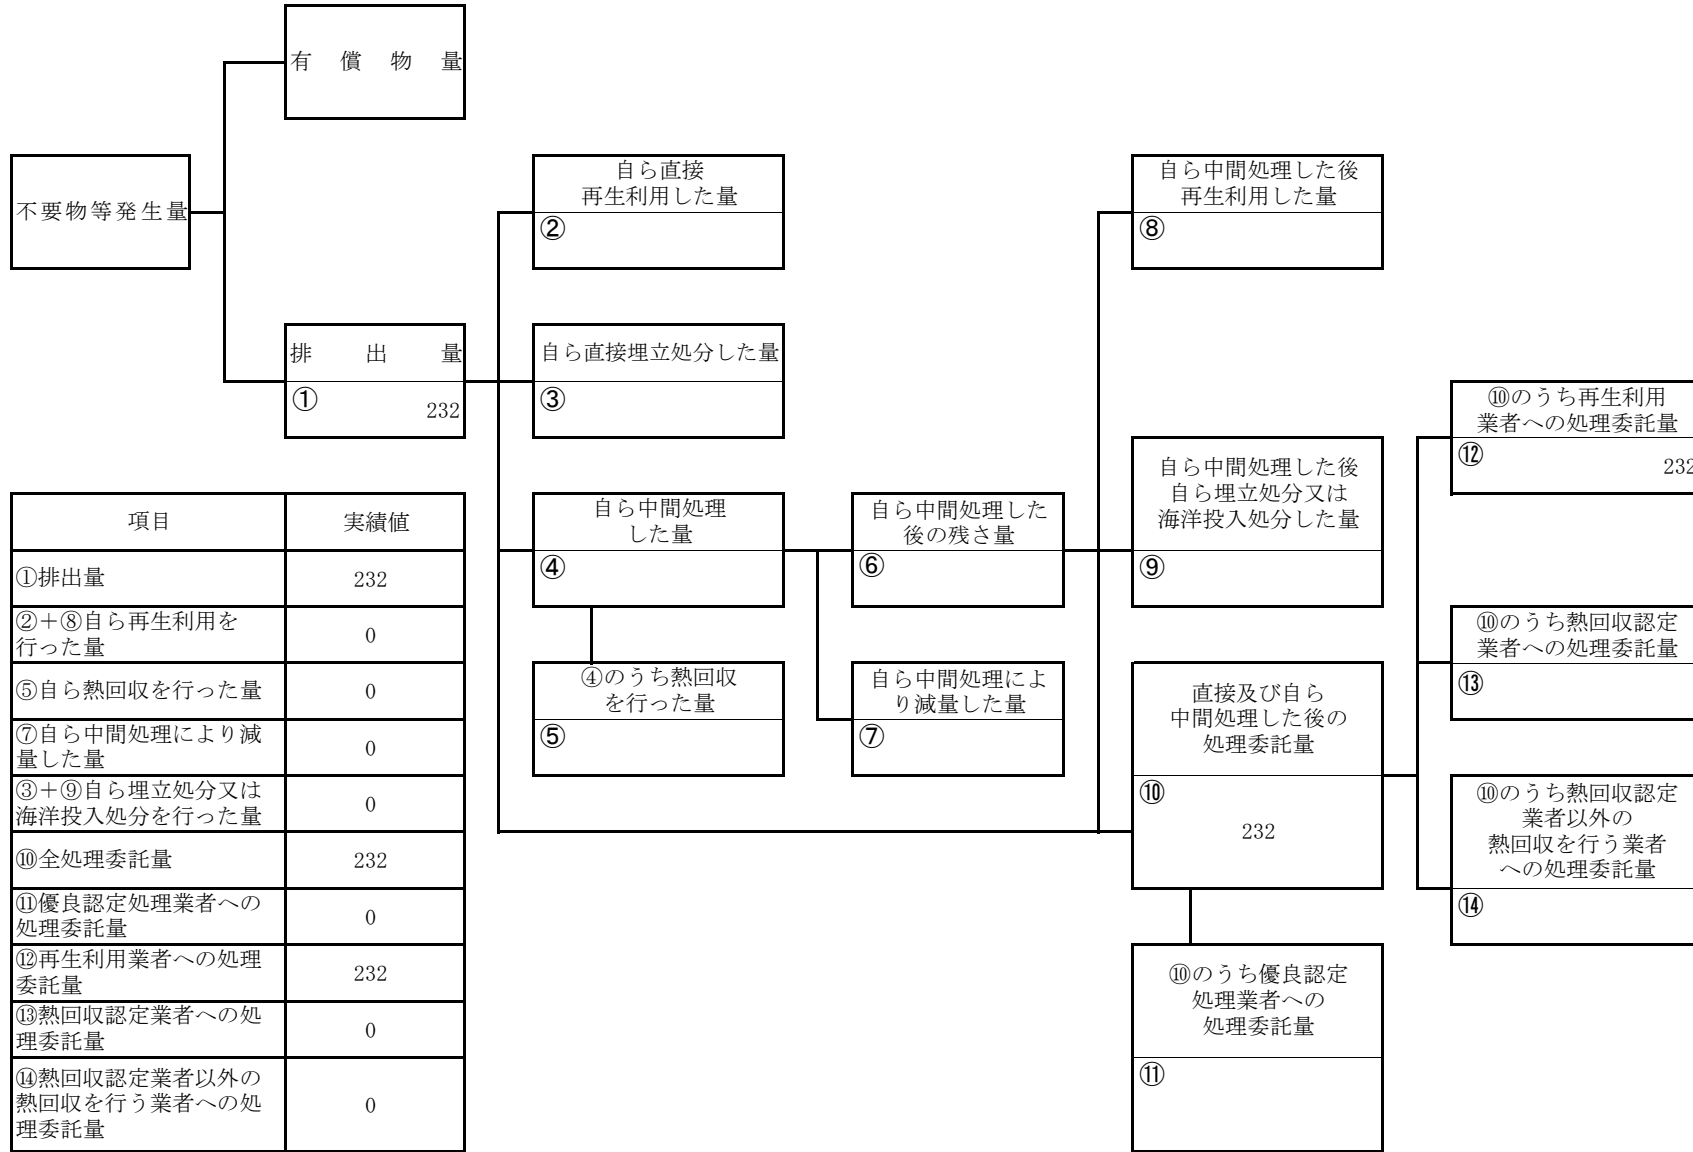 有償物量
不要物等発生量
自ら直接
再生利用した量
②
自ら中間処理した後
再生利用した量
⑧
排出量
①
232
自ら直接埋立処分した量
③
⑩のうち再生利用
業者への処理委託量
⑫
232
自ら中間処理
した量
④
自ら中間処理した
後の残さ量
⑥
自ら中間処理した後
自ら埋立処分又は
海洋投入処分した量
⑨
⑩のうち熱回収認定
業者への処理委託量
⑬
④のうち熱回収
を行った量
⑤
自ら中間処理によ
り減量した量
⑦
直接及び自ら
中間処理した後の
処理委託量
⑩
232
⑩のうち熱回収認定
業者以外の
熱回収を行う業者
への処理委託量
⑭
⑩のうち優良認定
処理業者への
処理委託量
⑪
項目 実績値
①排出量 232
②+⑧自ら再生利用を
行った量 0
⑤自ら熱回収を行った量 0
⑦自ら中間処理により減
量した量 0
③+⑨自ら埋立処分又は
海洋投入処分を行った量 0
⑩全処理委託量 232
⑪優良認定処理業者への
処理委託量 0
⑫再生利用業者への処理
委託量 232
⑬熱回収認定業者への処
理委託量 0
⑭熱回収認定業者以外の
熱回収を行う業者への処 0
理委託量